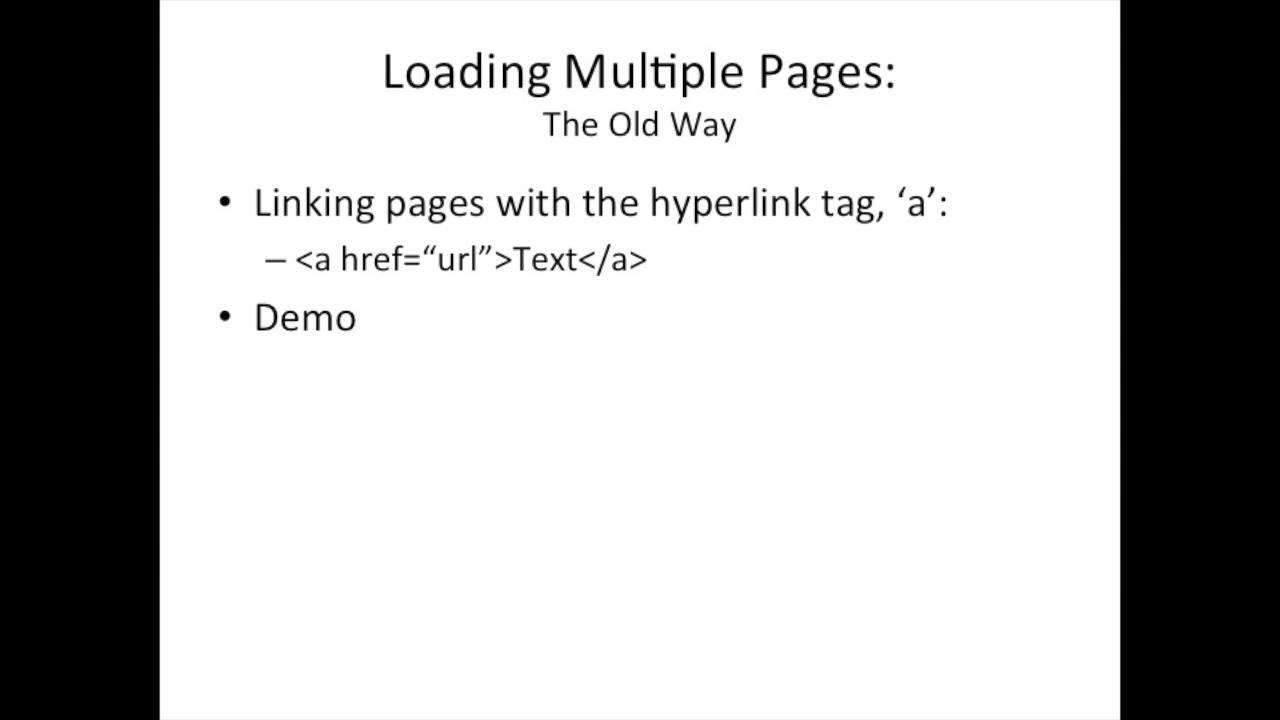 Loading Multiple Pages:
The Old Way
• Linking pages with the hyperlink tag, ‘a’:
– <a href=“url”>Text</a>
• Demo